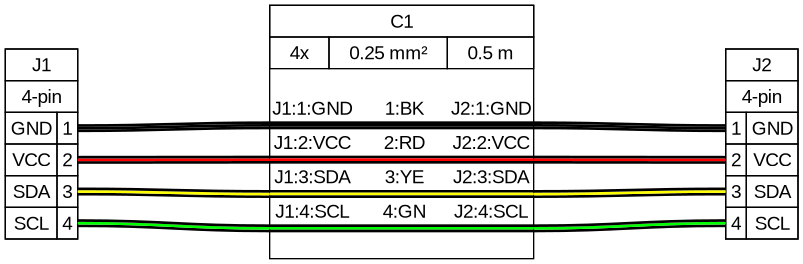 C1
4x 0.25 mm² 0.5 m
J1
4-pin
GND 1
VCC 2
SDA 3
SCL 4
J1:1:GND 1:BK J2:1:GND
J1:2:VCC 2:RD J2:2:VCC
J1:3:SDA 3:YE J2:3:SDA
J1:4:SCL 4:GN J2:4:SCL
J2
4-pin
1 GND
2 VCC
3 SDA
4 SCL